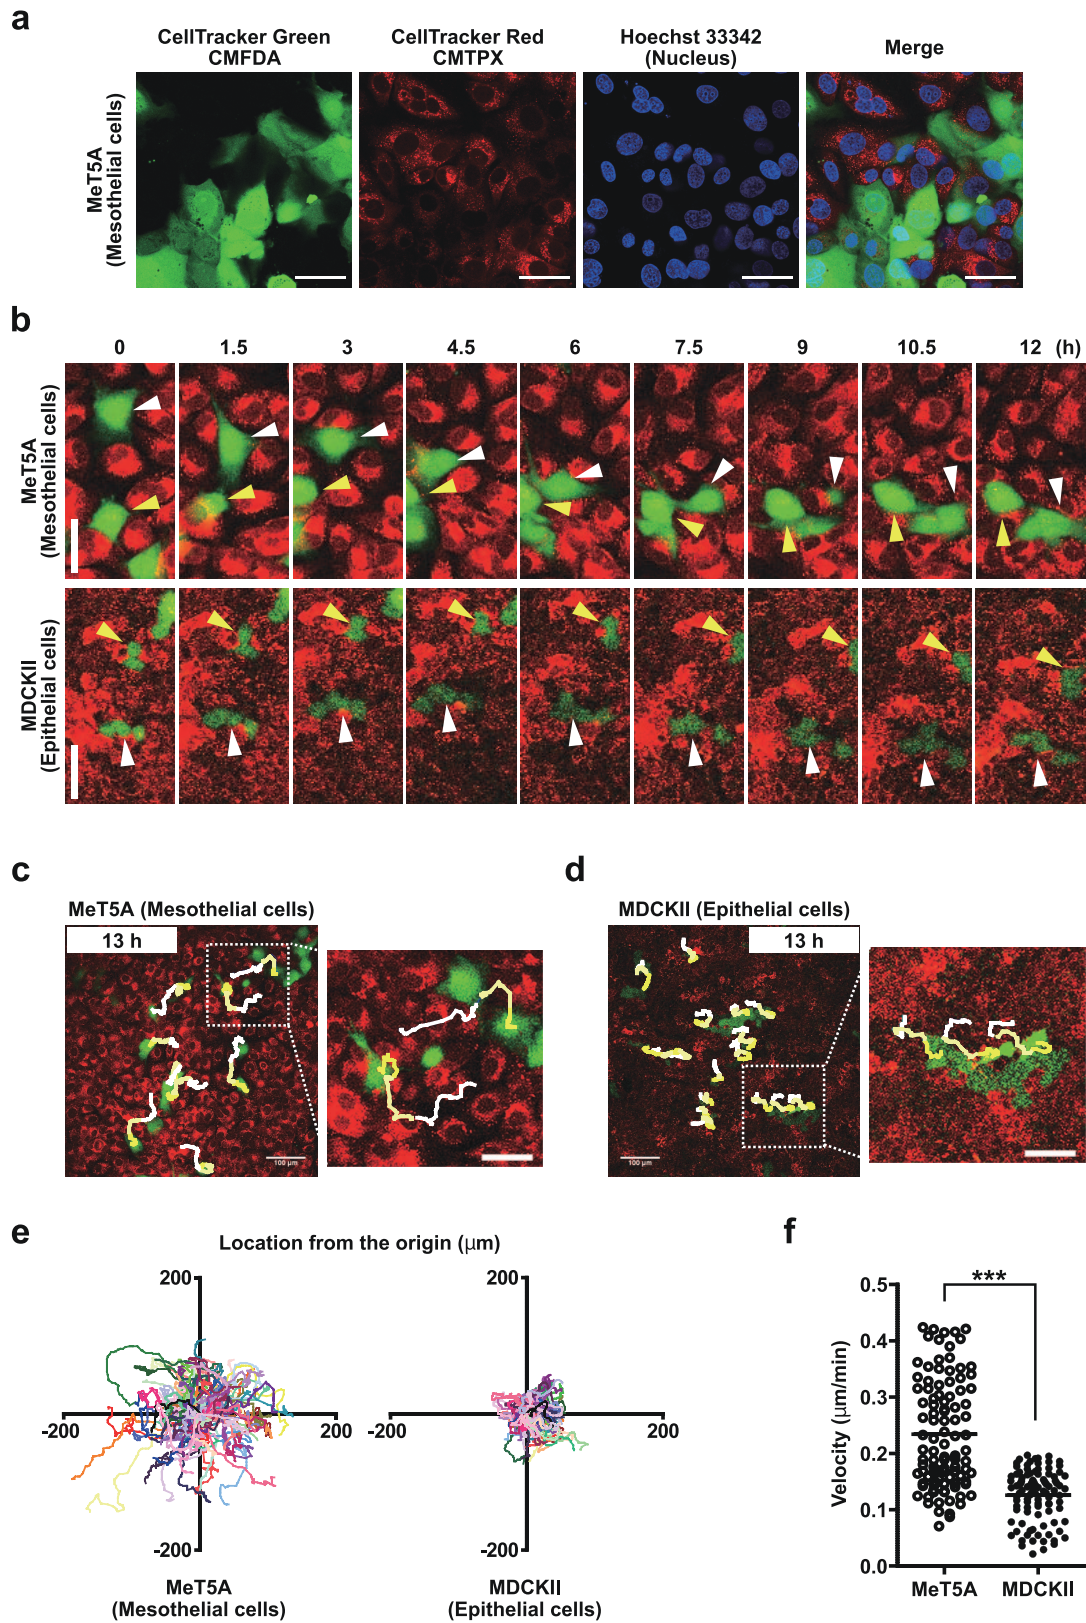 a
CellTracker Green
CMFDA
CellTracker Red
CMTPX
Hoechst 33342
(Nucleus)
Merge
MeT5A
(Mesothelial cells)
b
0 1.5 3 4.5 6 7.5 9 10.5 12 (h)
MeT5A
(Mesothelial cells)
MDCKII
(Epithelial cells)
c
MeT5A (Mesothelial cells)
13 h
100 µm
d
MDCKII (Epithelial cells)
13 h
100 µm
e
Location from the origin (µm)
200
-200 200
-200
MeT5A
(Mesothelial cells)
200
-200 200
-200
MDCKII
(Epithelial cells)
f
***
Velocity (µm/min)
0.5
0.4
0.3
0.2
0.1
0.0
MeT5A MDCKII